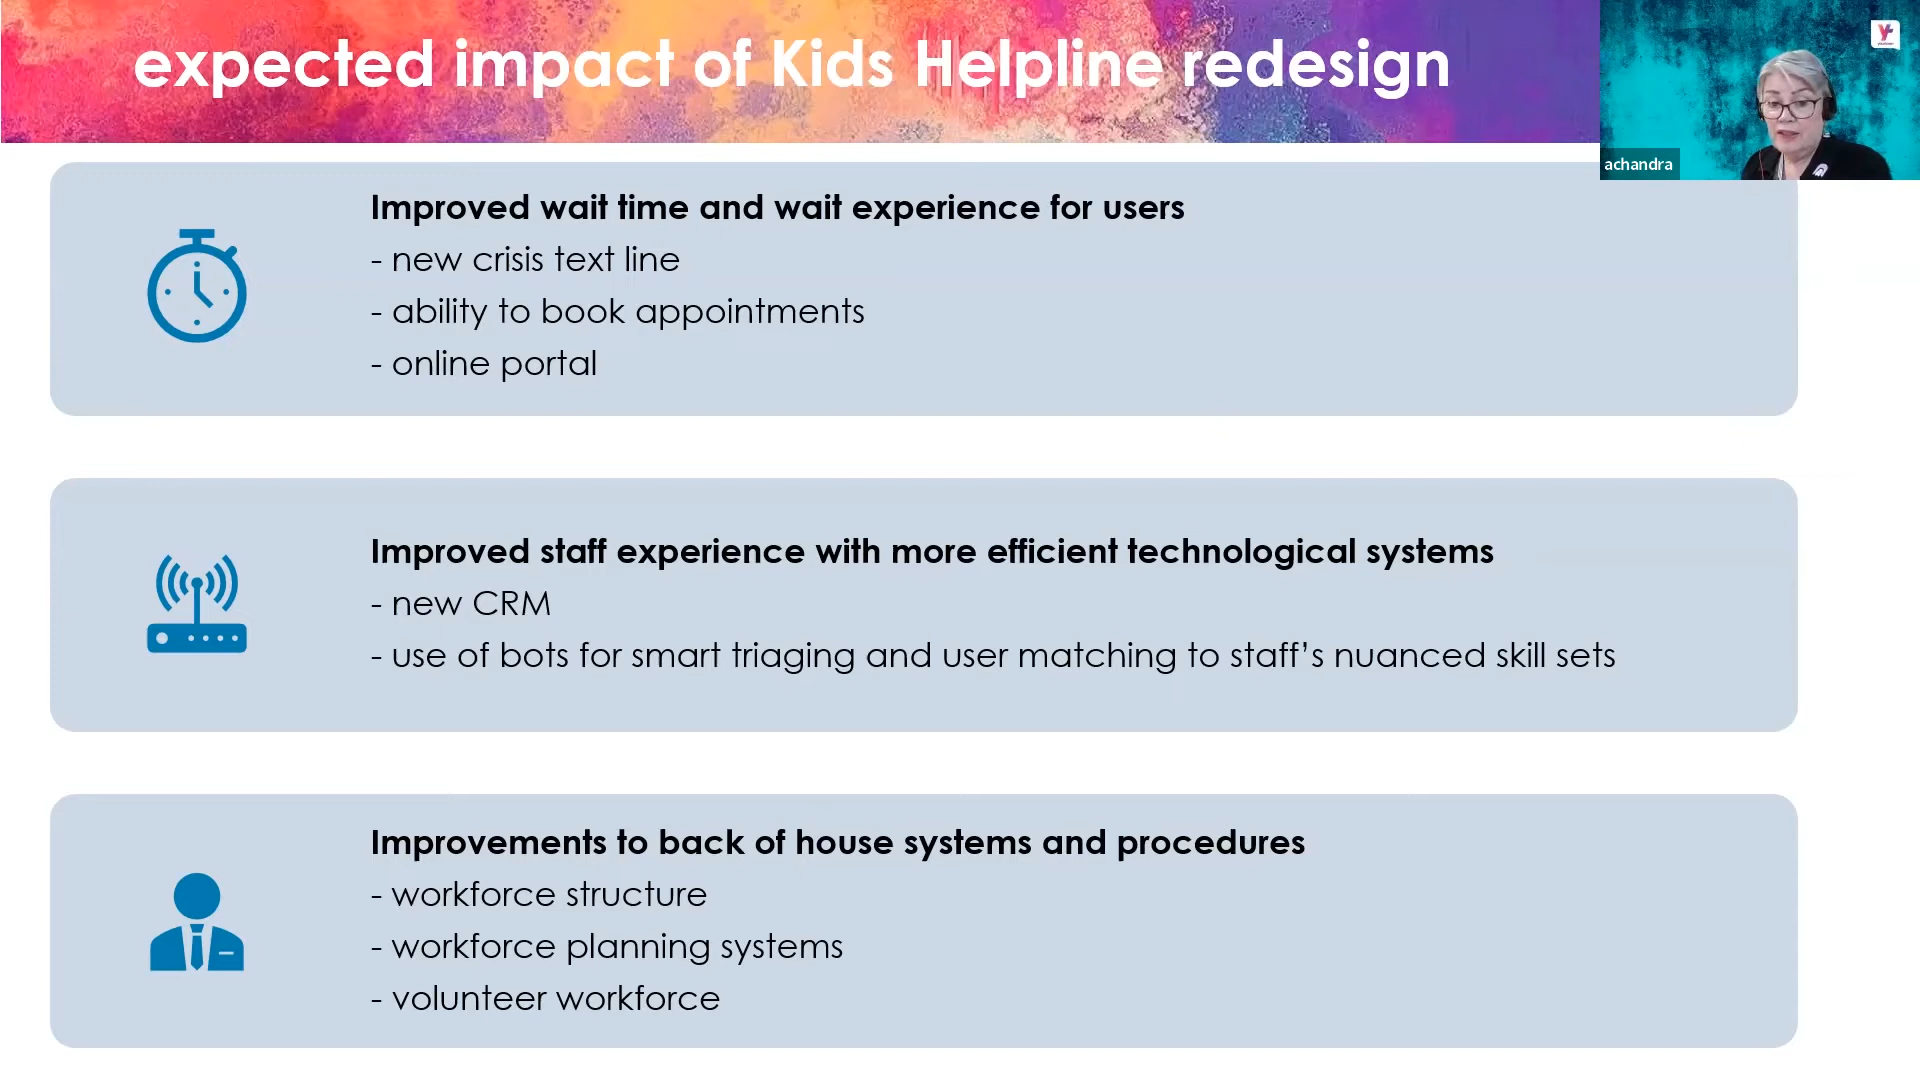 expected impact of Kids Helpline redesign
achandra
Improved wait time and wait experience for users
- new crisis text line
- ability to book appointments
- online portal
Improved staff experience with more efficient technological systems
- new CRM
- use of bots for smart triaging and user matching to staff’s nuanced skill sets
Improvements to back of house systems and procedures
- workforce structure
- workforce planning systems
- volunteer workforce